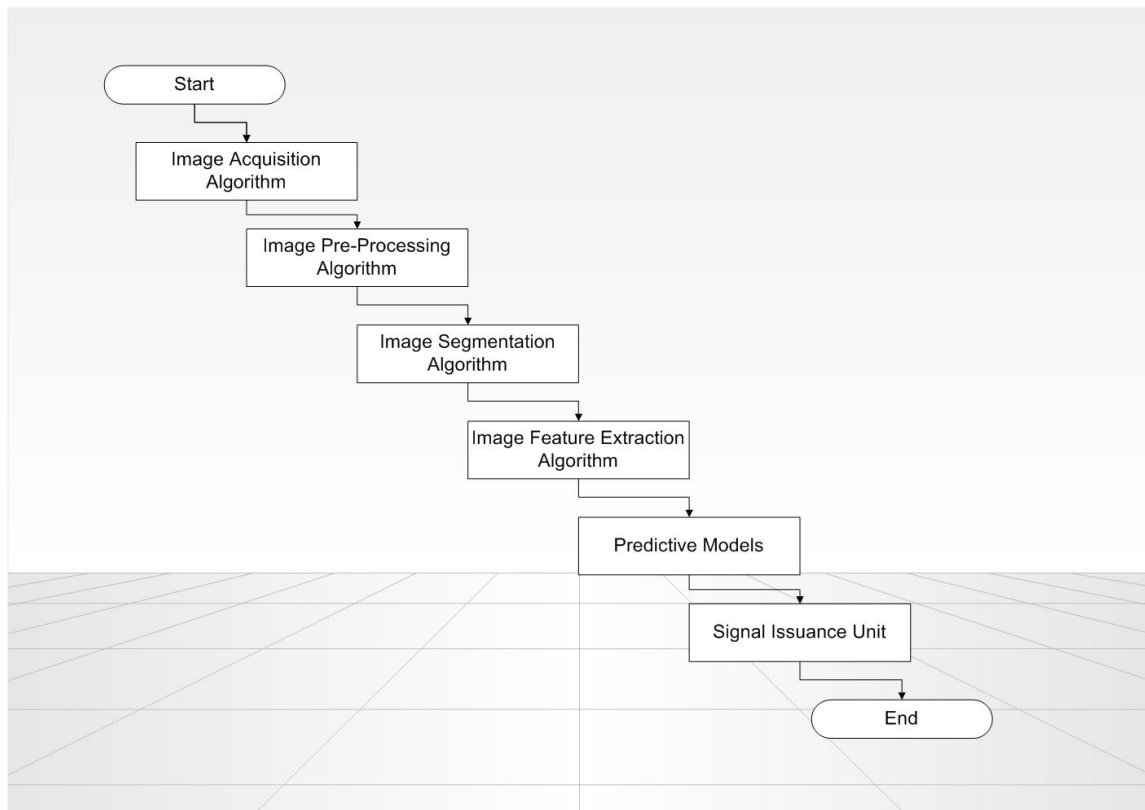 Start
Image Acquisition
Algorithm
Image Pre-Processing
Algorithm
Image Segmentation
Algorithm
Image Feature Extraction
Algorithm
Predictive Models
Signal Issuance Unit
End